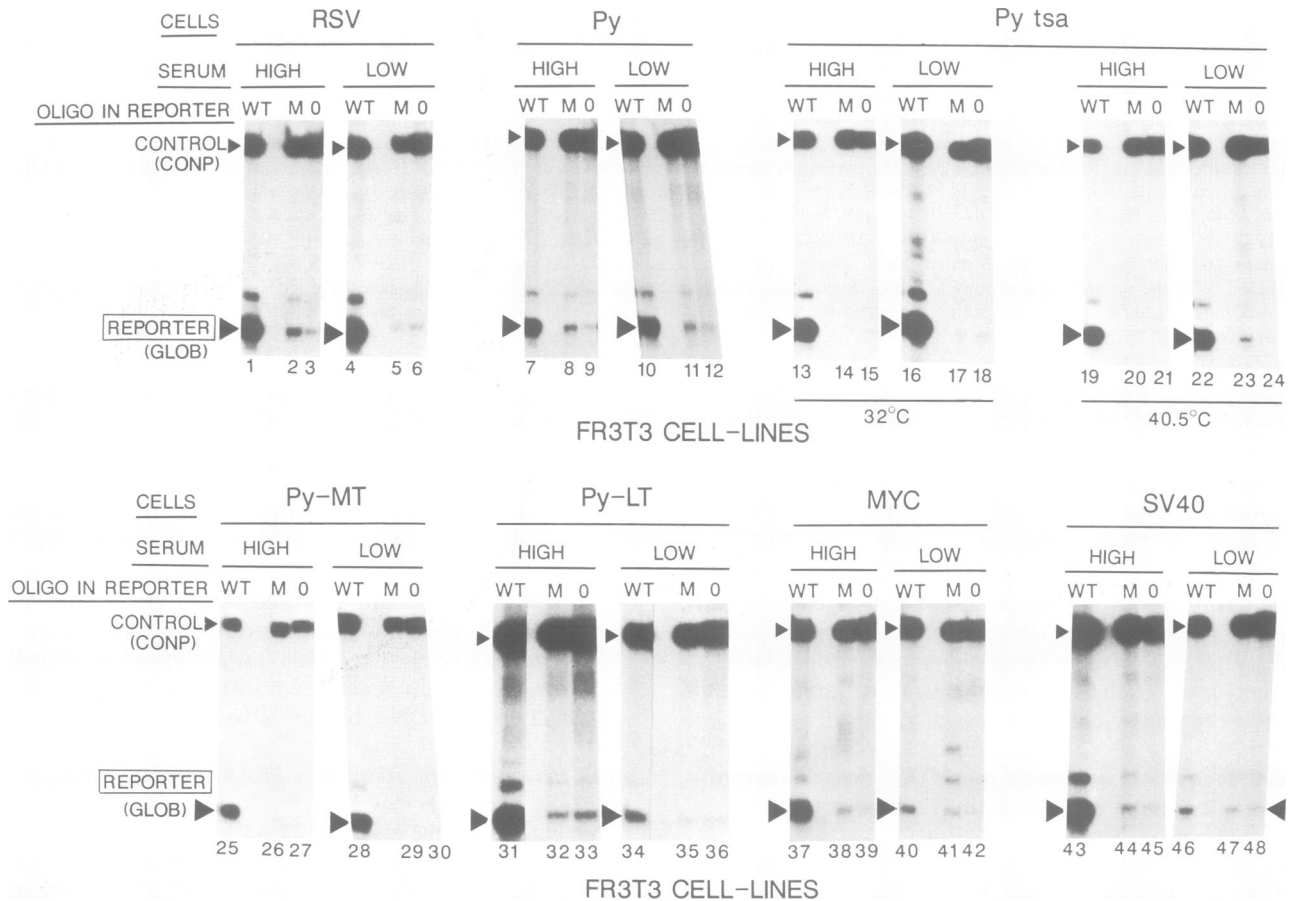 CELLS RSV Py Py tsa
SERUM HIGH LOW HIGH LOW HIGH LOW HIGH LOW
OLIGO IN REPORTER WT M 0 WT M 0 WT M 0 WT M 0 WT M 0 WT M 0 WT M 0 WT M 0
CONTROL
(CONP)
REPORTER
(GLOB)
1 2 3 4 5 6 7 8 9 10 11 12 13 14 15 16 17 18 19 20 21 22 23 24
32°C 40.5°C
FR3T3 CELL-LINES
CELLS Py-MT Py-LT MYC SV40
SERUM HIGH LOW HIGH LOW HIGH LOW HIGH LOW
OLIGO IN REPORTER WT M 0 WT M 0 WT M 0 WT M 0 WT M 0 WT M 0 WT M 0 WT M 0
CONTROL
(CONP)
REPORTER
(GLOB)
25 26 27 28 29 30 31 32 33 34 35 36 37 38 39 40 41 42 43 44 45 46 47 48
FR3T3 CELL-LINES